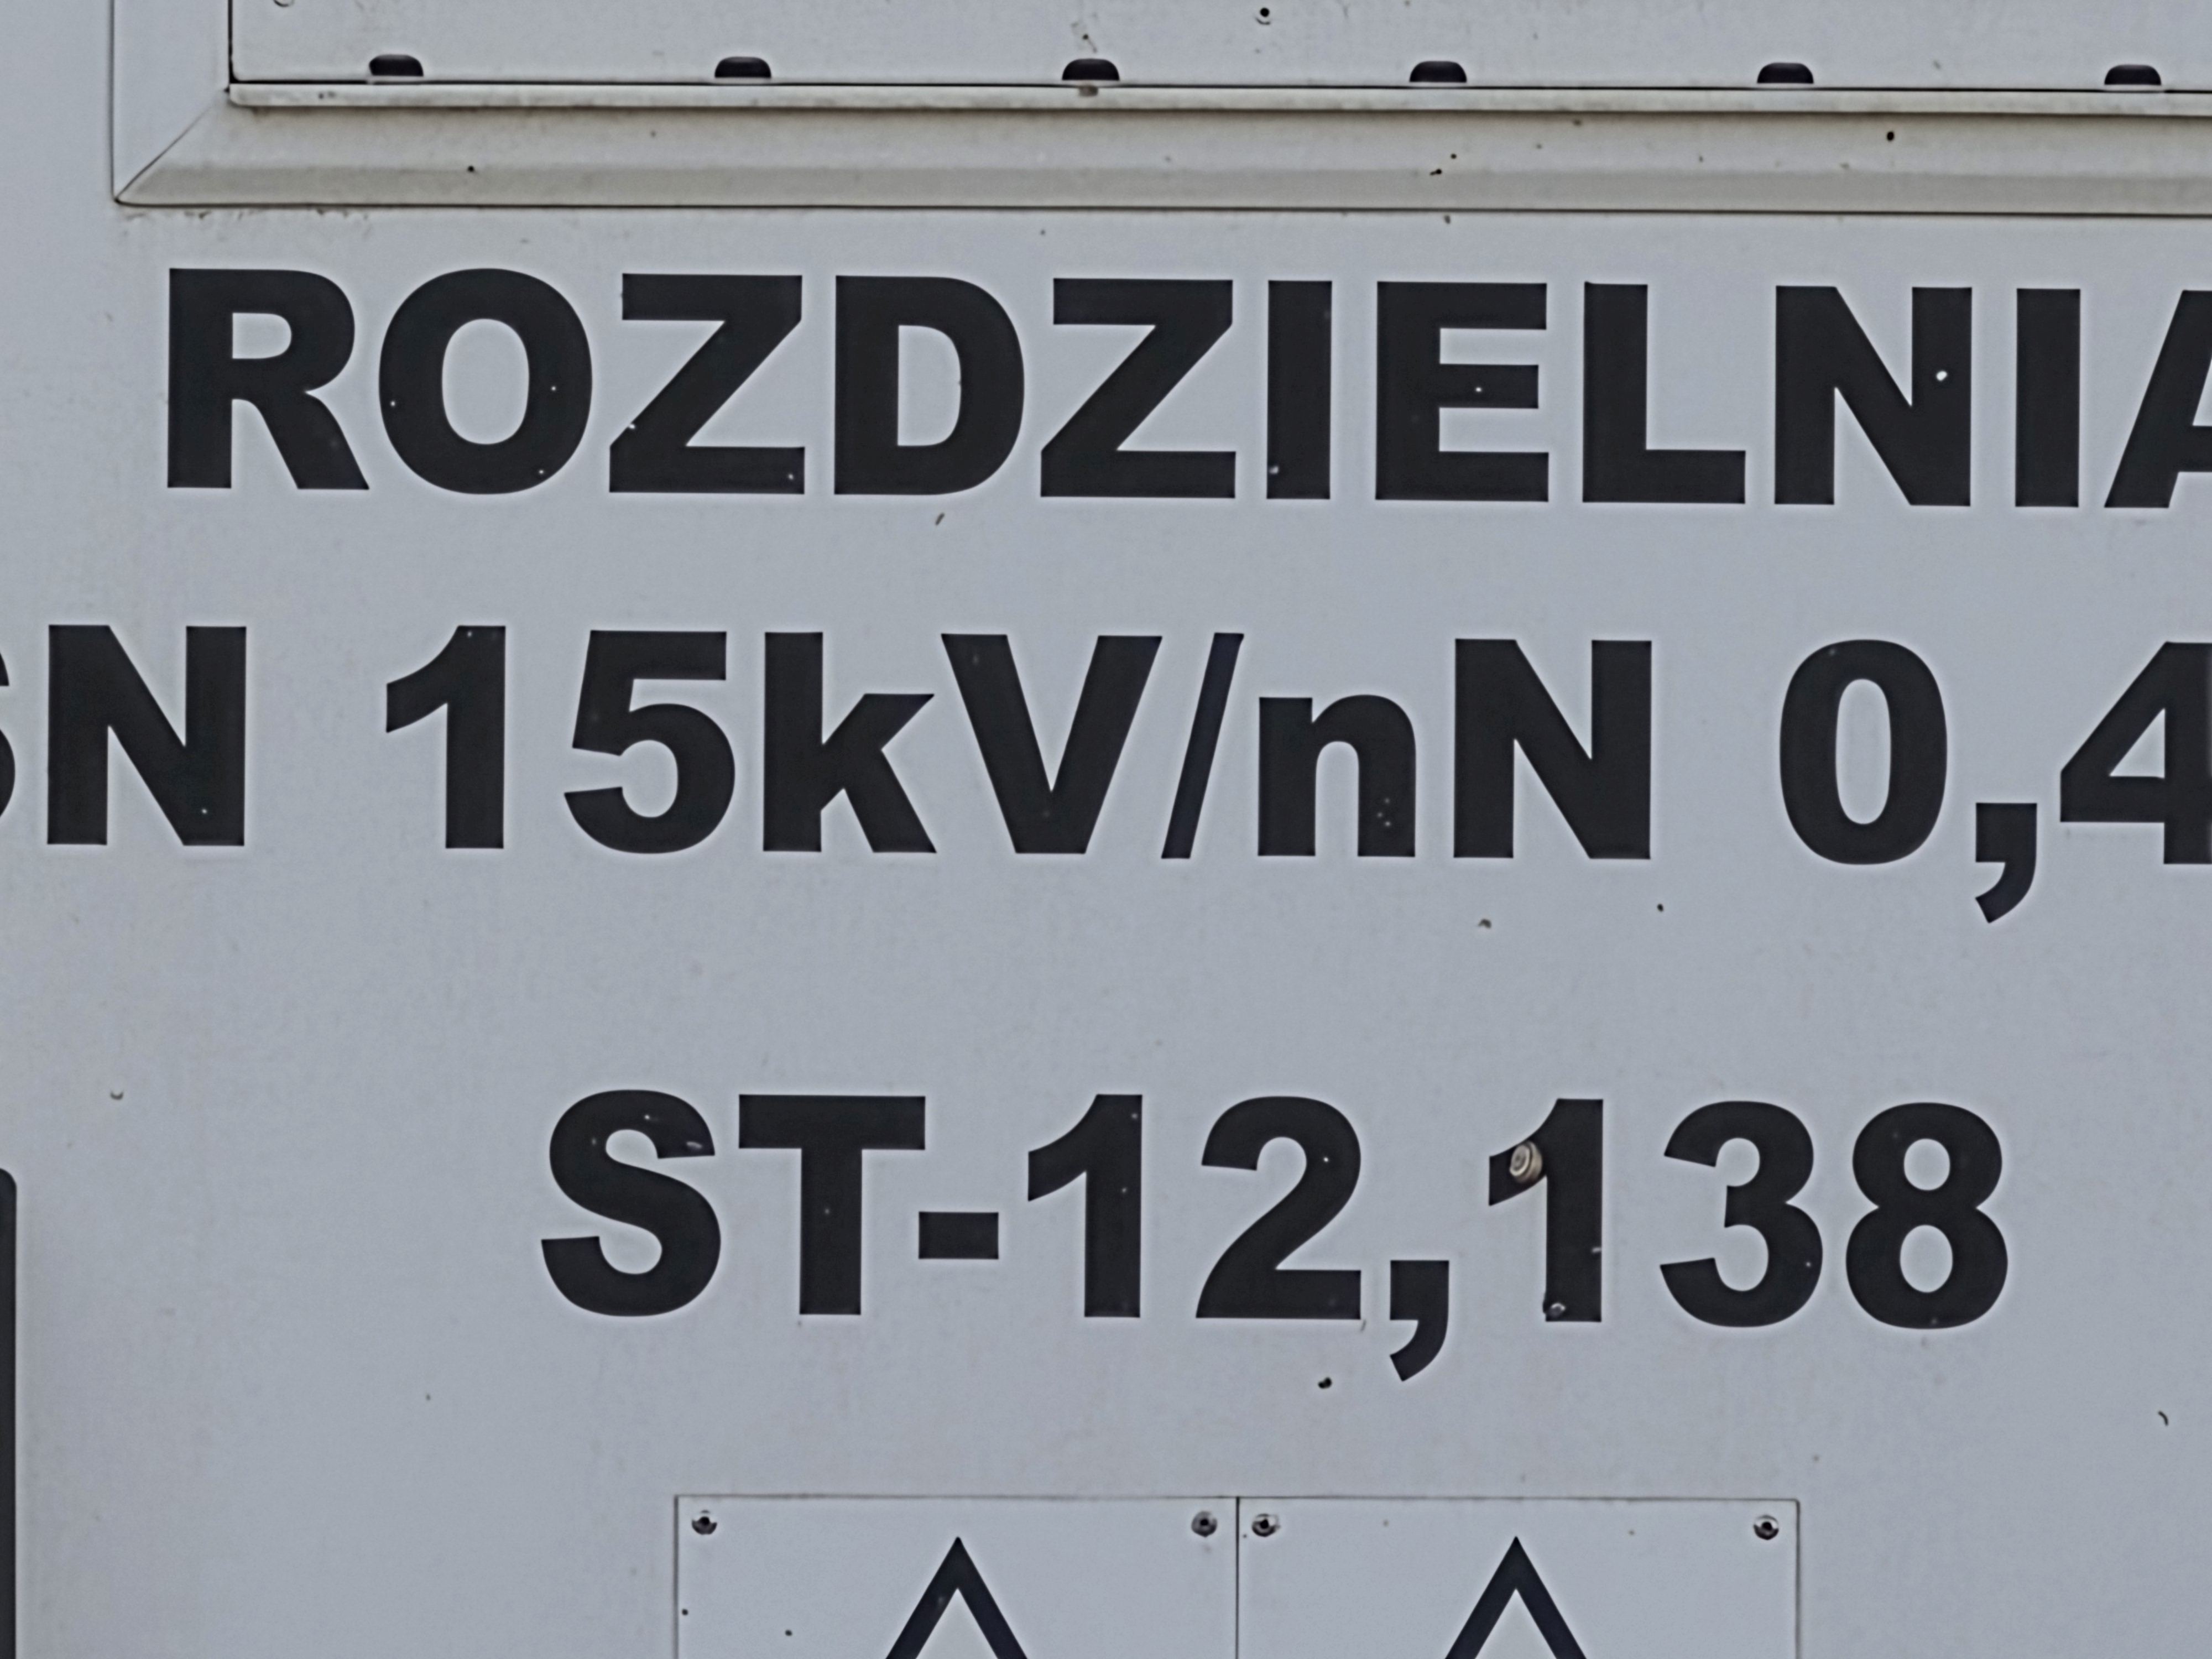 ROZDZIELNIA
SN 15kV/nN 0,4
ST-12,138